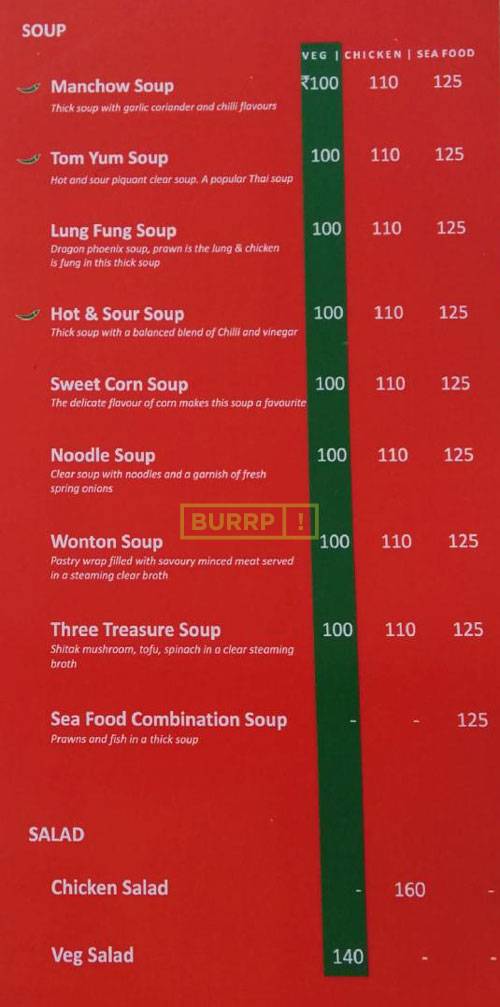 SOUP
VEG | CHICKEN | SEA FOOD
Manchow Soup ₹100 110 125
Thick soup with garlic coriander and chilli flavours
Tom Yum Soup 100 110 125
Hot and sour piquant clear soup. A popular Thai soup
Lung Fung Soup 100 110 125
Dragon phoenix soup, prawn is the lung & chicken
is fung in this thick soup
Hot & Sour Soup 100 110 125
Thick soup with a balanced blend of Chilli and vinegar
Sweet Corn Soup 100 110 125
The delicate flavour of corn makes this soup a favourite
Noodle Soup 100 110 125
Clear soup with noodles and a garnish of fresh
spring onions
BURRP !
Wonton Soup 100 110 125
Pastry wrap filled with savoury minced meat served
in a steaming clear broth
Three Treasure Soup 100 110 125
Shitak mushroom, tofu, spinach in a clear steaming
broth
Sea Food Combination Soup - - 125
Prawns and fish in a thick soup
SALAD
Chicken Salad - 160 -
Veg Salad 140 - -